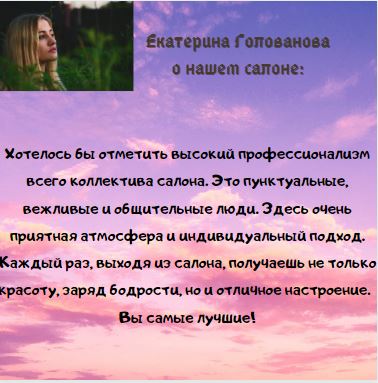 Екатерина Голованова
о нашем салоне:
Хотелось бы отметить высокий профессионализм
всего коллектива салона. Это пунктуальные,
вежливые и общительные люди. Здесь очень
приятная атмосфера и индивидуальный подход.
Каждый раз, выходя из салона, получаешь не только
красоту, заряд бодрости, но и отличное настроение.
Вы самые лучшие!